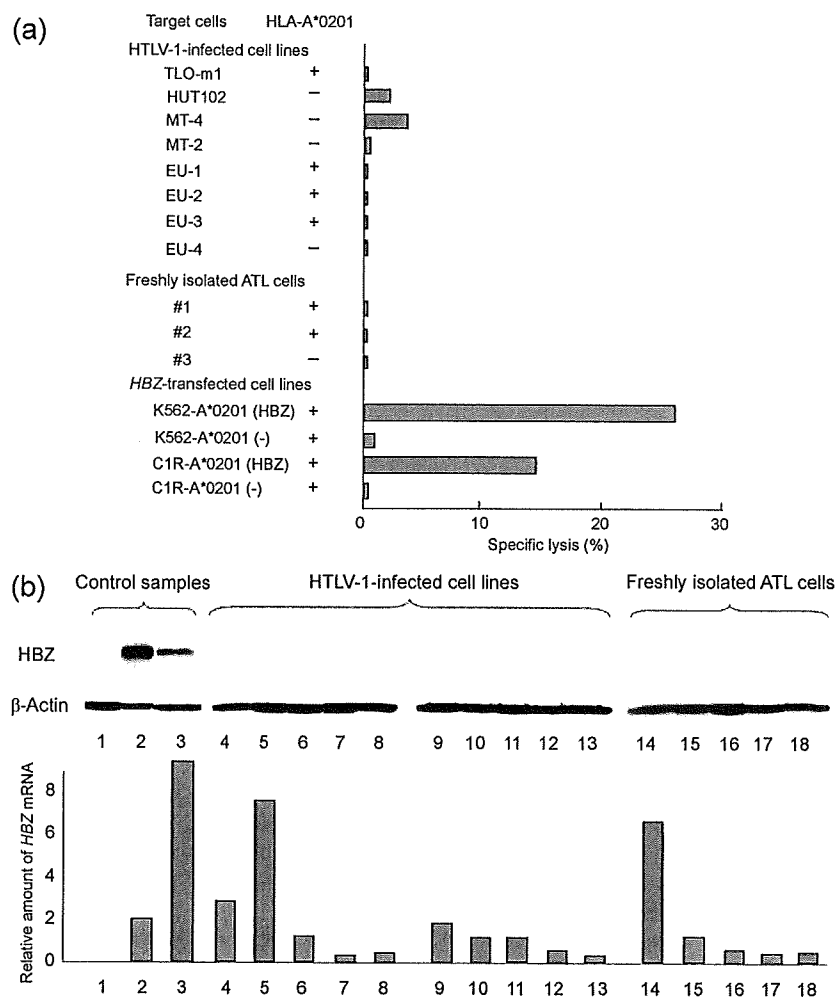 (a)
Target cells HLA-A*0201
HTLV-1-infected cell lines
TLO-m1 +
HUT102 −
MT-4 −
MT-2 −
EU-1 +
EU-2 +
EU-3 +
EU-4 −
Freshly isolated ATL cells
#1 +
#2 +
#3 −
HBZ-transfected cell lines
K562-A*0201 (HBZ) +
K562-A*0201 (-) +
C1R-A*0201 (HBZ) +
C1R-A*0201 (-) +
0 10 20 30
Specific lysis (%)
(b)
Control samples HTLV-1-infected cell lines Freshly isolated ATL cells
HBZ
β-Actin
1 2 3 4 5 6 7 8 9 10 11 12 13 14 15 16 17 18
Relative amount of HBZ mRNA
8
6
4
2
0
1 2 3 4 5 6 7 8 9 10 11 12 13 14 15 16 17 18